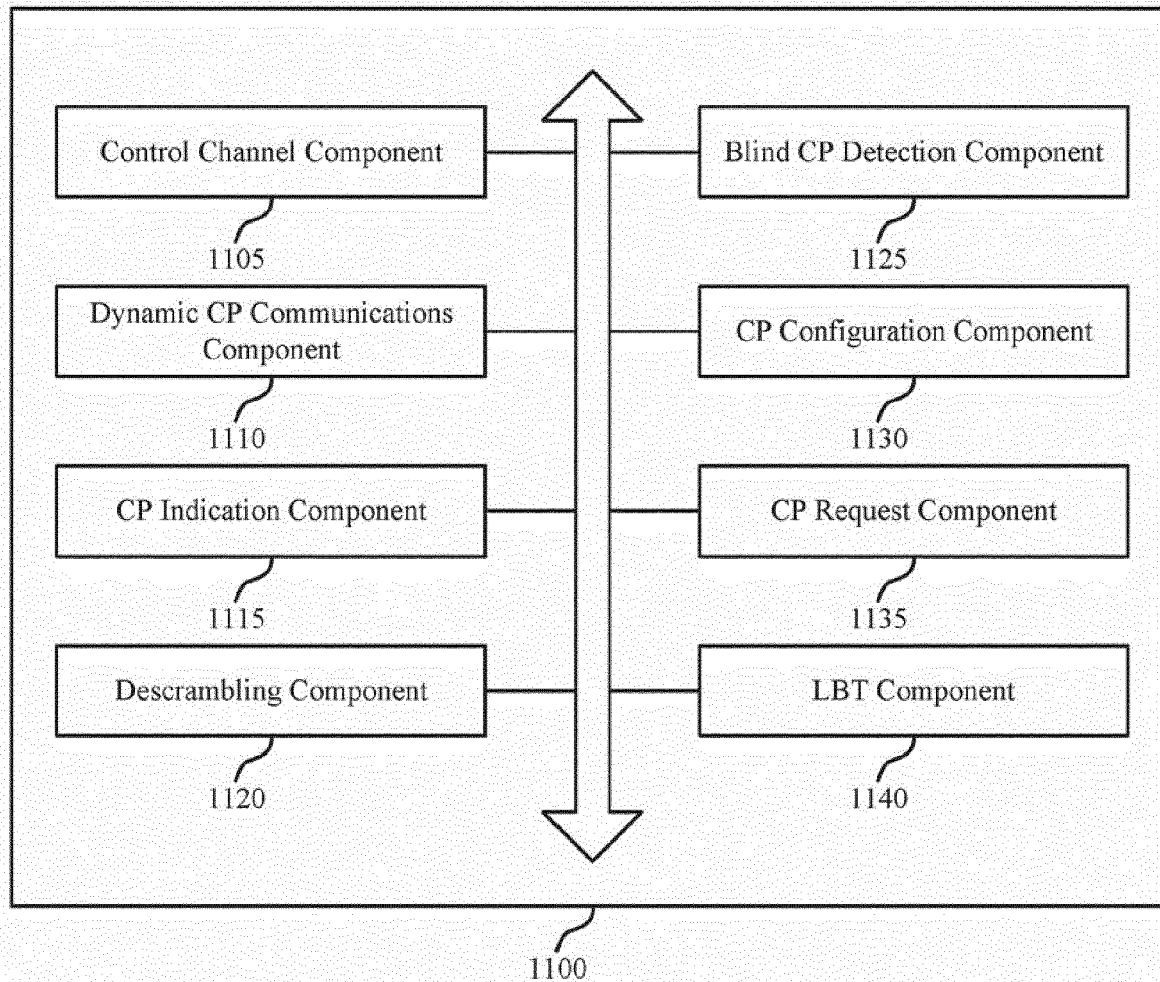 Control Channel Component
1105
Dynamic CP Communications
Component
1110
CP Indication Component
1115
Descrambling Component
1120
Blind CP Detection Component
1125
CP Configuration Component
1130
CP Request Component
1135
LBT Component
1140
1100